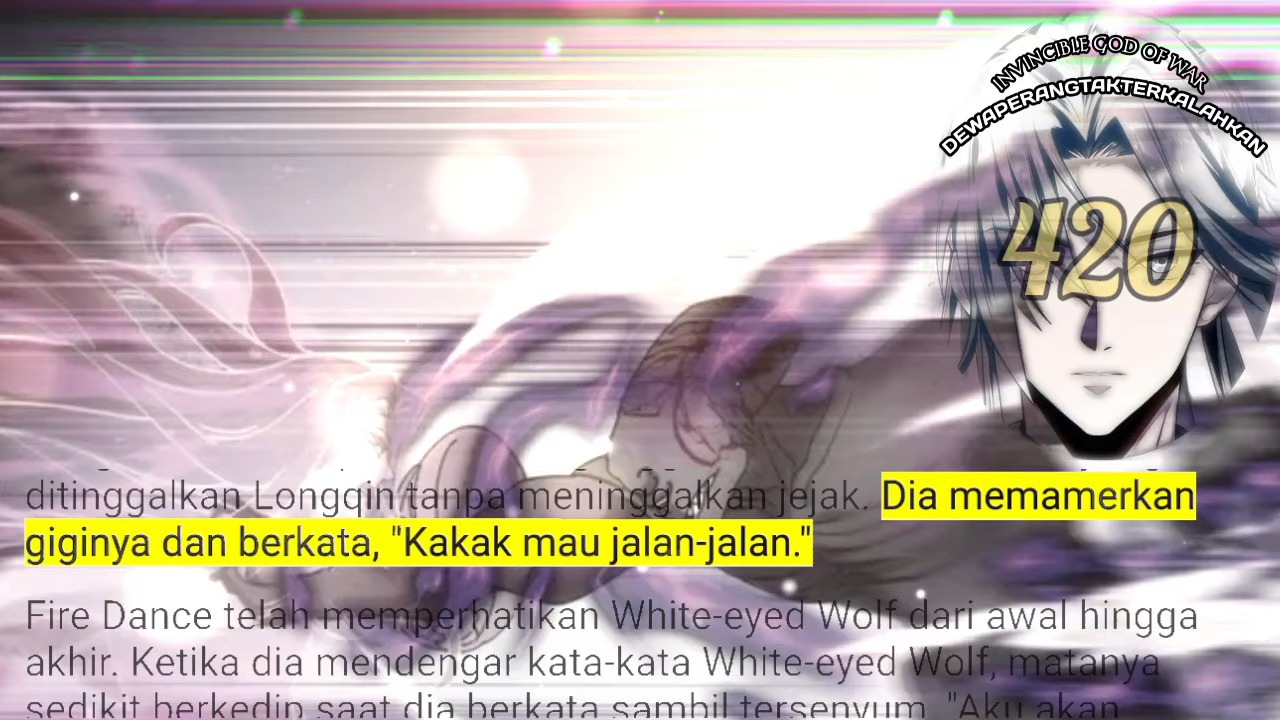 INVINCIBLE GOD OF WAR
DEWAPERANGTAKTERKALAHKAN
420
ditinggalkan Longqin tanpa meninggalkan jejak. Dia memamerkan
giginya dan berkata, "Kakak mau jalan-jalan."
Fire Dance telah memperhatikan White-eyed Wolf dari awal hingga
akhir. Ketika dia mendengar kata-kata White-eyed Wolf, matanya
sedikit berkedip saat dia berkata sambil tersenyum, "Aku akan